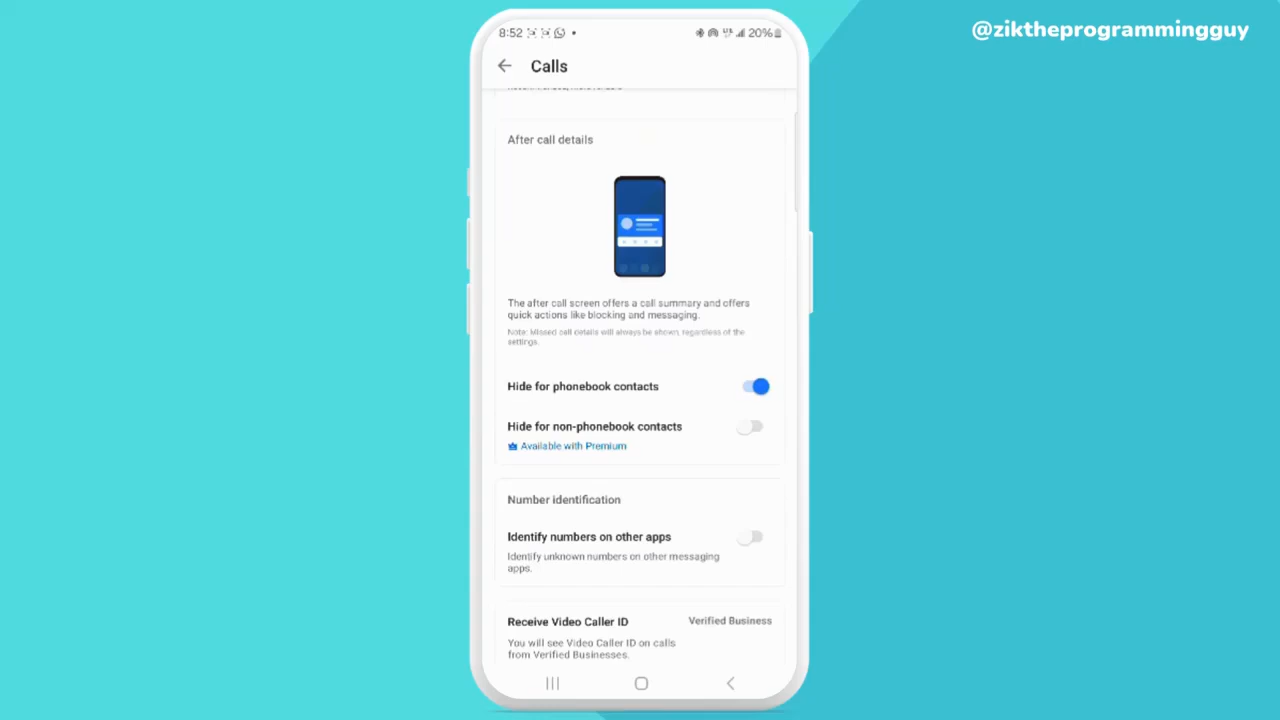 @ziktheprogrammingguy
8:52
20%
Calls
After call details
The after call screen offers a call summary and offers
quick actions like blocking and messaging.
Note: Missed call details will always be shown, regardless of the
settings.
Hide for phonebook contacts
Hide for non-phonebook contacts
Available with Premium
Number identification
Identify numbers on other apps
Identify unknown numbers on other messaging
apps.
Receive Video Caller ID
Verified Business
You will see Video Caller ID on calls
from Verified Businesses.